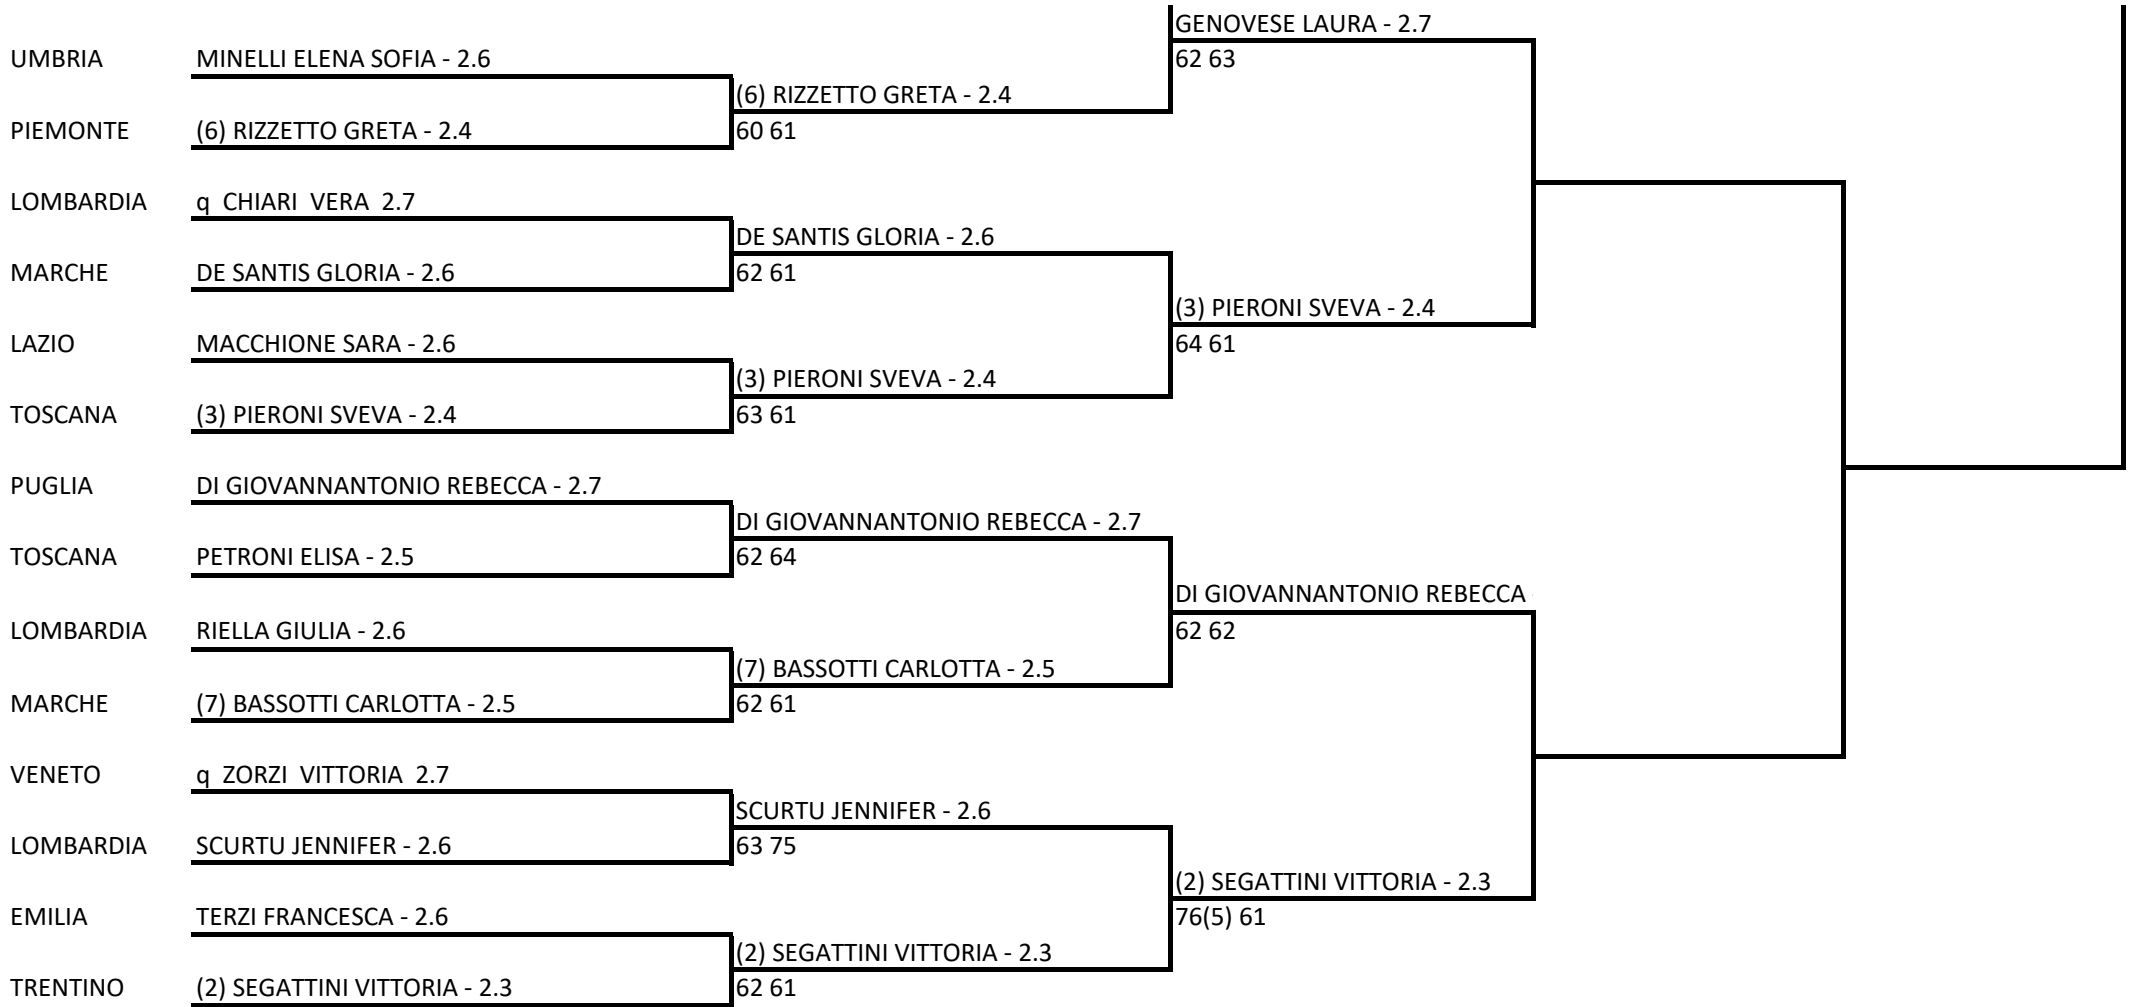 GENOVESE LAURA - 2.7
UMBRIA MINELLI ELENA SOFIA - 2.6 62 63
(6) RIZZETTO GRETA - 2.4
PIEMONTE (6) RIZZETTO GRETA - 2.4 60 61
LOMBARDIA q CHIARI VERA 2.7
DE SANTIS GLORIA - 2.6
MARCHE DE SANTIS GLORIA - 2.6 62 61
(3) PIERONI SVEVA - 2.4
LAZIO MACCHIONE SARA - 2.6 64 61
(3) PIERONI SVEVA - 2.4
TOSCANA (3) PIERONI SVEVA - 2.4 63 61
PUGLIA DI GIOVANNANTONIO REBECCA - 2.7
DI GIOVANNANTONIO REBECCA - 2.7
TOSCANA PETRONI ELISA - 2.5 62 64
DI GIOVANNANTONIO REBECCA
LOMBARDIA RIELLA GIULIA - 2.6 62 62
(7) BASSOTTI CARLOTTA - 2.5
MARCHE (7) BASSOTTI CARLOTTA - 2.5 62 61
VENETO q ZORZI VITTORIA 2.7
SCURTU JENNIFER - 2.6
LOMBARDIA SCURTU JENNIFER - 2.6 63 75
(2) SEGATTINI VITTORIA - 2.3
EMILIA TERZI FRANCESCA - 2.6 76(5) 61
(2) SEGATTINI VITTORIA - 2.3
TRENTINO (2) SEGATTINI VITTORIA - 2.3 62 61